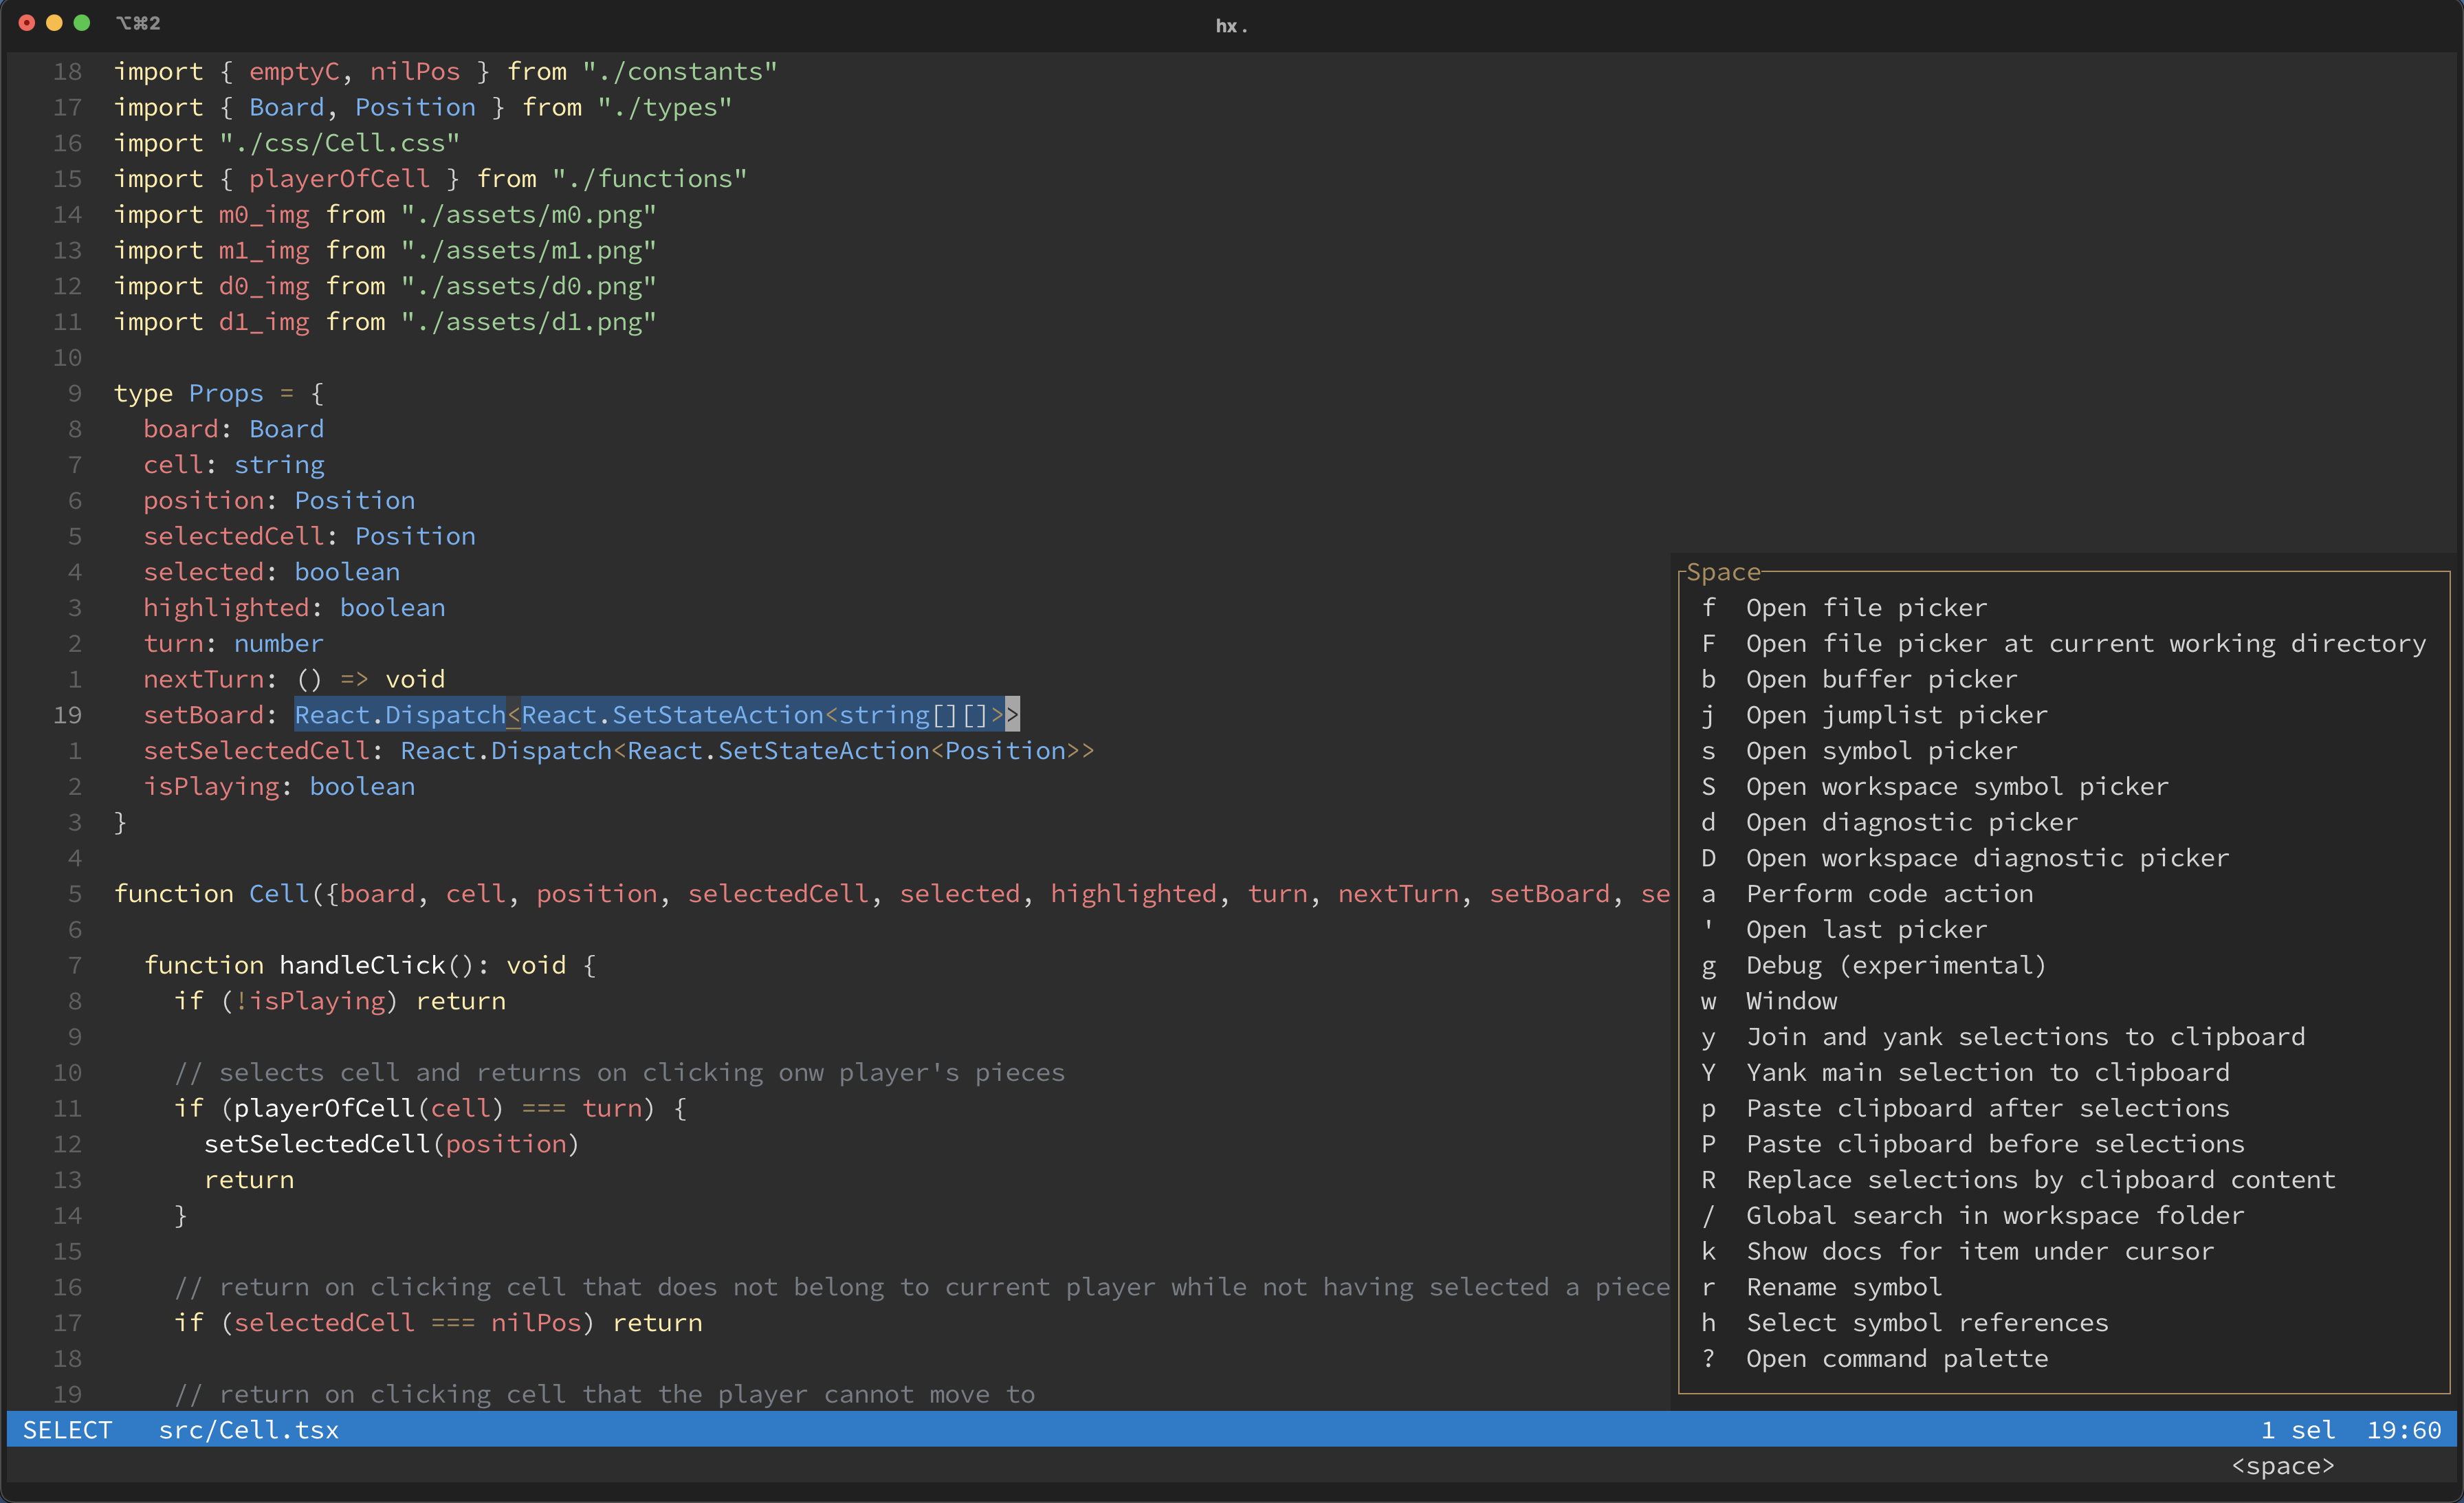 ⌥⌘2
hx .
18 import { emptyC, nilPos } from "./constants"
17 import { Board, Position } from "./types"
16 import "./css/Cell.css"
15 import { playerOfCell } from "./functions"
14 import m0_img from "./assets/m0.png"
13 import m1_img from "./assets/m1.png"
12 import d0_img from "./assets/d0.png"
11 import d1_img from "./assets/d1.png"
10
9 type Props = {
8 board: Board
7 cell: string
6 position: Position
5 selectedCell: Position
4 selected: boolean
3 highlighted: boolean
2 turn: number
1 nextTurn: () => void
19 setBoard: React.Dispatch<React.SetStateAction<string[][]>>
1 setSelectedCell: React.Dispatch<React.SetStateAction<Position>>
2 isPlaying: boolean
3 }
4
5 function Cell({board, cell, position, selectedCell, selected, highlighted, turn, nextTurn, setBoard, se
6
7 function handleClick(): void {
8 if (!isPlaying) return
9
10 // selects cell and returns on clicking onw player's pieces
11 if (playerOfCell(cell) === turn) {
12 setSelectedCell(position)
13 return
14 }
15
16 // return on clicking cell that does not belong to current player while not having selected a piece
17 if (selectedCell === nilPos) return
18
19 // return on clicking cell that the player cannot move to
Space
f Open file picker
F Open file picker at current working directory
b Open buffer picker
j Open jumplist picker
s Open symbol picker
S Open workspace symbol picker
d Open diagnostic picker
D Open workspace diagnostic picker
a Perform code action
' Open last picker
g Debug (experimental)
w Window
y Join and yank selections to clipboard
Y Yank main selection to clipboard
p Paste clipboard after selections
P Paste clipboard before selections
R Replace selections by clipboard content
/ Global search in workspace folder
k Show docs for item under cursor
r Rename symbol
h Select symbol references
? Open command palette
SELECT src/Cell.tsx 1 sel 19:60
<space>